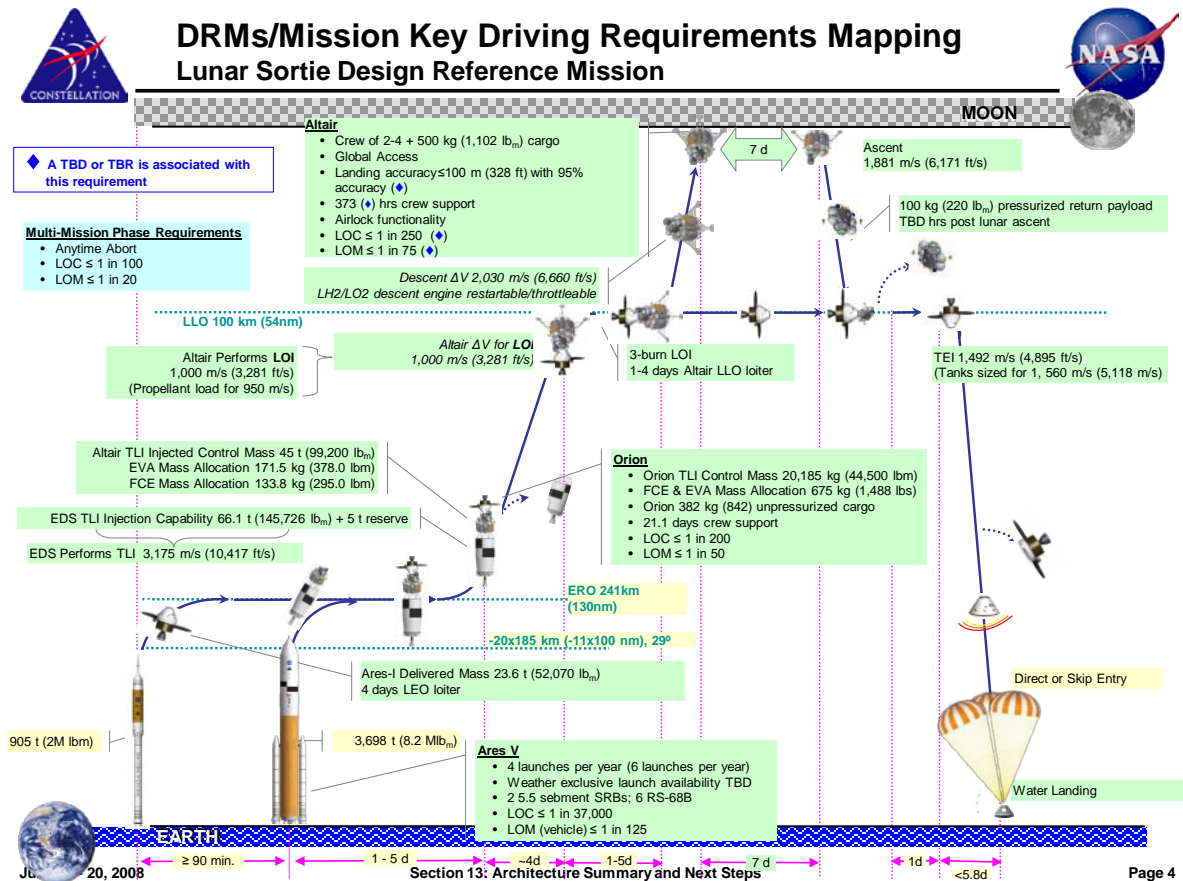 DRMs/Mission Key Driving Requirements Mapping
Lunar Sortie Design Reference Mission
CONSTELLATION
NASA
MOON
♦ A TBD or TBR is associated with
this requirement
Multi-Mission Phase Requirements
• Anytime Abort
• LOC ≤ 1 in 100
• LOM ≤ 1 in 20
Altair
• Crew of 2-4 + 500 kg (1,102 lbm) cargo
• Global Access
• Landing accuracy≤100 m (328 ft) with 95%
accuracy (♦)
• 373 (♦) hrs crew support
• Airlock functionality
• LOC ≤ 1 in 250 (♦)
• LOM ≤ 1 in 75 (♦)
7 d
Ascent
1,881 m/s (6,171 ft/s)
100 kg (220 lbm) pressurized return payload
TBD hrs post lunar ascent
Descent ΔV 2,030 m/s (6,660 ft/s)
LH2/LO2 descent engine restartable/throttleable
LLO 100 km (54nm)
Altair Performs LOI
1,000 m/s (3,281 ft/s)
(Propellant load for 950 m/s)
Altair ΔV for LOI
1,000 m/s (3,281 ft/s)
3-burn LOI
1-4 days Altair LLO loiter
TEI 1,492 m/s (4,895 ft/s)
(Tanks sized for 1, 560 m/s (5,118 m/s)
Altair TLI Injected Control Mass 45 t (99,200 lbm)
EVA Mass Allocation 171.5 kg (378.0 lbm)
FCE Mass Allocation 133.8 kg (295.0 lbm)
EDS TLI Injection Capability 66.1 t (145,726 lbm) + 5 t reserve
EDS Performs TLI 3,175 m/s (10,417 ft/s)
Orion
• Orion TLI Control Mass 20,185 kg (44,500 lbm)
• FCE & EVA Mass Allocation 675 kg (1,488 lbs)
• Orion 382 kg (842) unpressurized cargo
• 21.1 days crew support
• LOC ≤ 1 in 200
• LOM ≤ 1 in 50
ERO 241km
(130nm)
-20x185 km (-11x100 nm), 29º
Ares-I Delivered Mass 23.6 t (52,070 lbm)
4 days LEO loiter
Direct or Skip Entry
905 t (2M lbm)
3,698 t (8.2 Mlbm)
Ares V
• 4 launches per year (6 launches per year)
• Weather exclusive launch availability TBD
• 2 5.5 sebment SRBs; 6 RS-68B
• LOC ≤ 1 in 37,000
• LOM (vehicle) ≤ 1 in 125
Water Landing
EARTH
≥ 90 min.
1 - 5 d
~4d
1-5d
7 d
1d
<5.8d
20, 2008
Section 13: Architecture Summary and Next Steps
Page 4